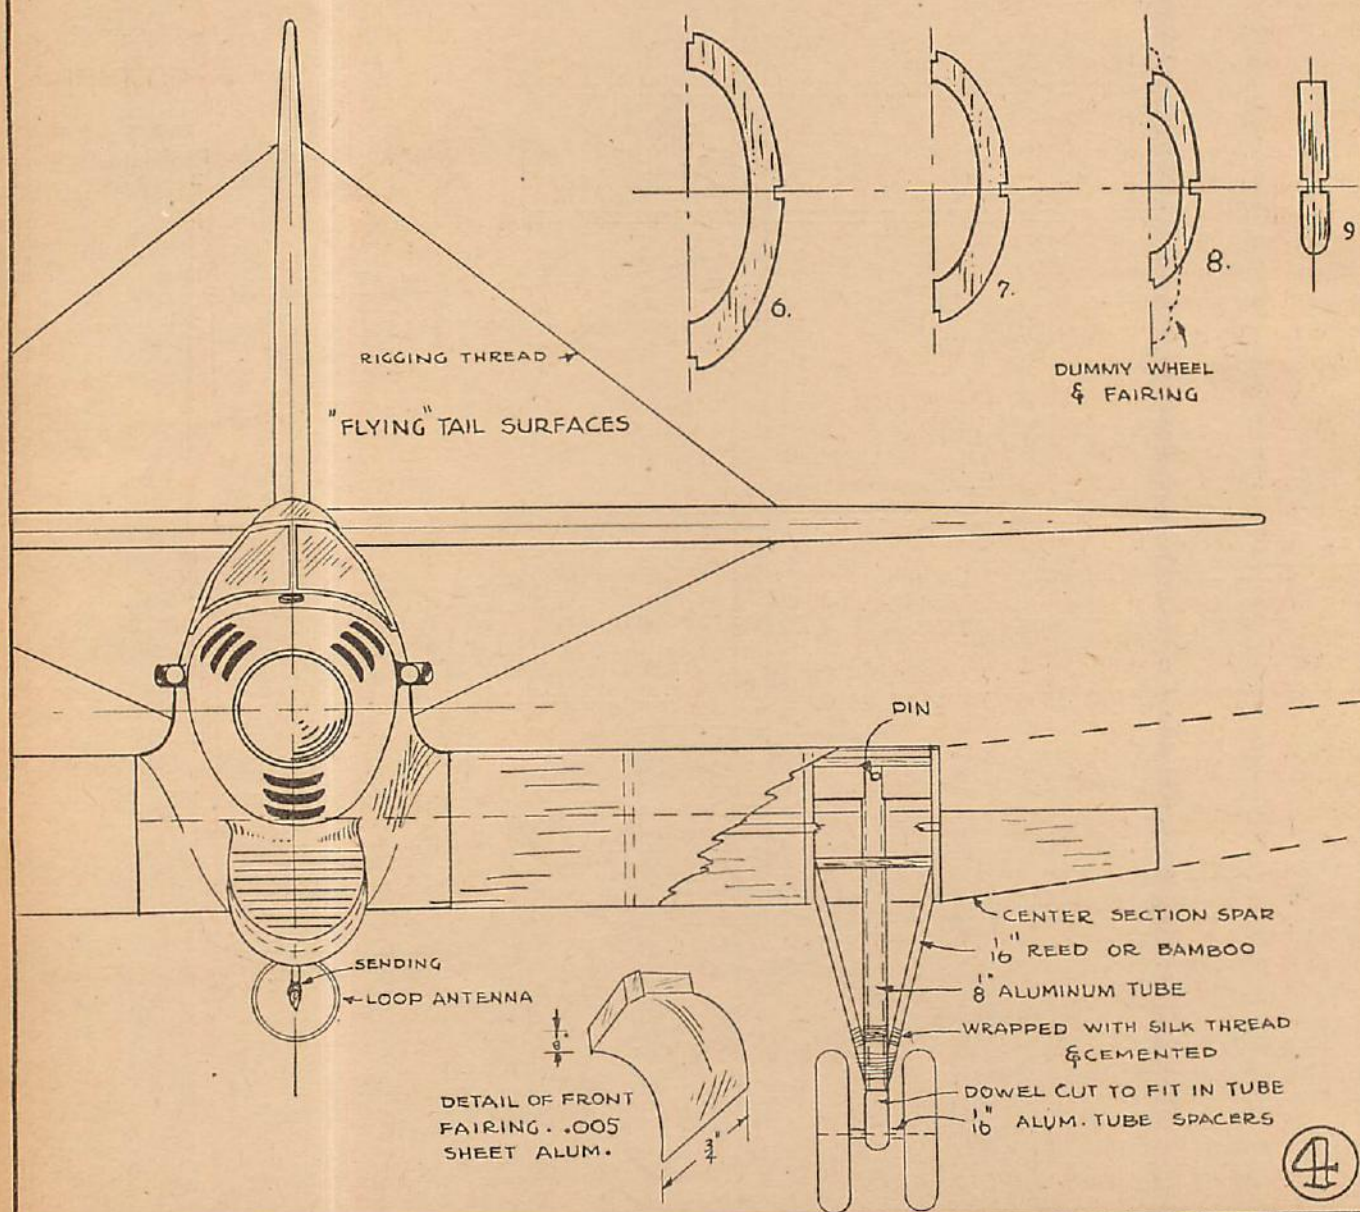 6.
7.
8.
9
DUMMY WHEEL
& FAIRING
RIGGING THREAD
"FLYING" TAIL SURFACES
PIN
CENTER SECTION SPAR
1/16" REED OR BAMBOO
1/8" ALUMINUM TUBE
WRAPPED WITH SILK THREAD
& CEMENTED
DOWEL CUT TO FIT IN TUBE
1/16" ALUM. TUBE SPACERS
SENDING
LOOP ANTENNA
1/8"
DETAIL OF FRONT
FAIRING. .005
SHEET ALUM.
3/4"
4